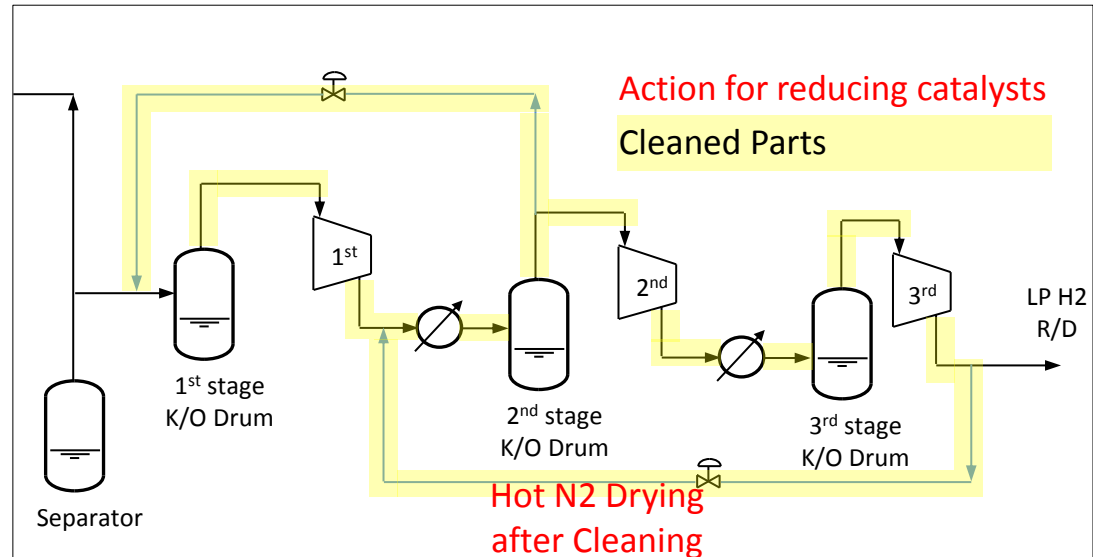 Action for reducing catalysts
Cleaned Parts
1st
2nd
3rd
LP H2
R/D
1st stage
K/O Drum
2nd stage
K/O Drum
3rd stage
K/O Drum
Separator
Hot N2 Drying
after Cleaning